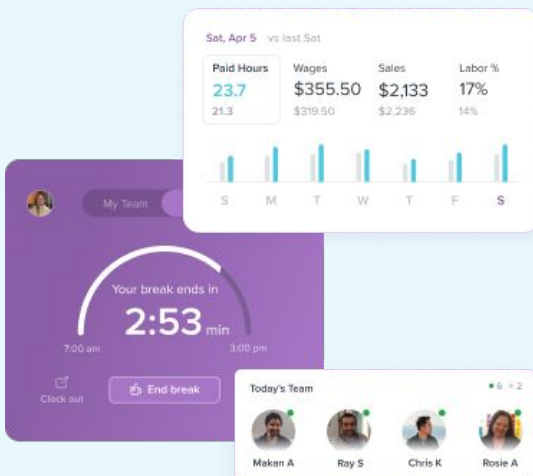 Sat, Apr 5 vs last Sat
Paid Hours Wages Sales Labor %
23.7 $355.50 $2,133 17%
21.3 $319.50 $2,236 14%
S M T W T F S
My Team
Your break ends in
2:53 min
7:00 am 3:00 pm
Clock out End break
Today's Team 6 2
Makan A Ray S Chris K Rosie A